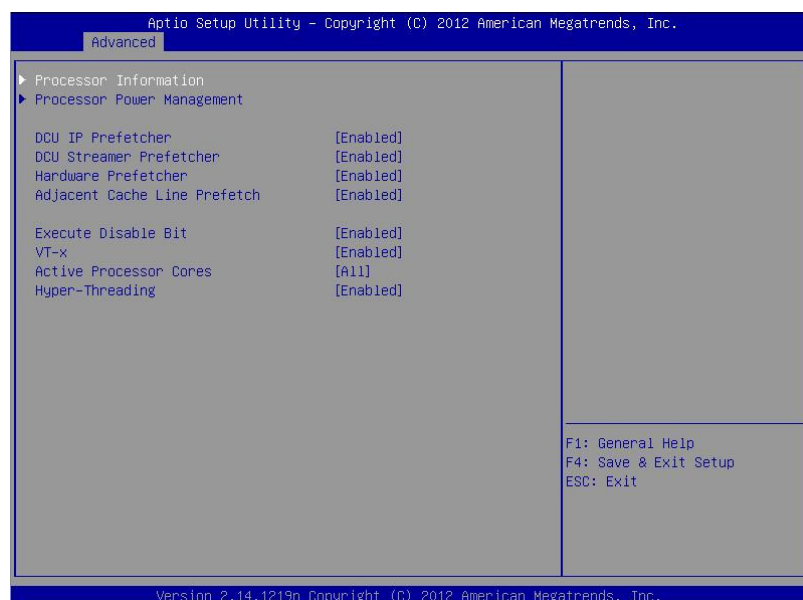 Aptio Setup Utility – Copyright (C) 2012 American Megatrends, Inc.
Advanced
Processor Information
Processor Power Management
DCU IP Prefetcher [Enabled]
DCU Streamer Prefetcher [Enabled]
Hardware Prefetcher [Enabled]
Adjacent Cache Line Prefetch [Enabled]
Execute Disable Bit [Enabled]
VT-x [Enabled]
Active Processor Cores [All]
Hyper-Threading [Enabled]
F1: General Help
F4: Save & Exit Setup
ESC: Exit
Version 2.14.1219n Copyright (C) 2012 American Megatrends, Inc.